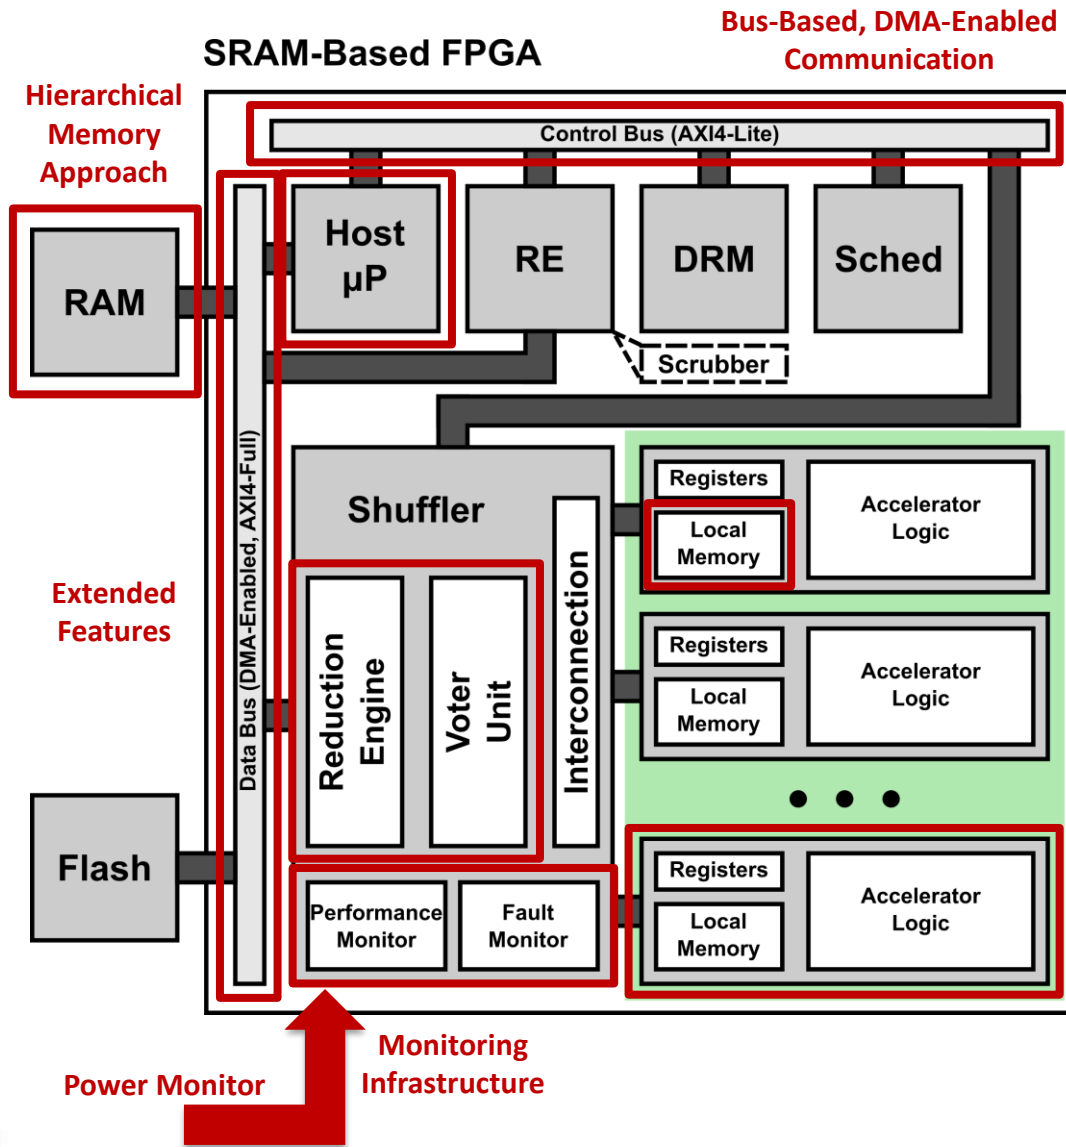 Bus-Based, DMA-Enabled
Communication
SRAM-Based FPGA
Hierarchical
Memory
Approach
Control Bus (AXI4-Lite)
RAM
Host
µP
RE
DRM
Sched
Scrubber
Data Bus (DMA-Enabled, AXI4-Full)
Shuffler
Registers
Local
Memory
Accelerator
Logic
Extended
Features
Reduction
Engine
Voter
Unit
Interconnection
Registers
Local
Memory
Accelerator
Logic
Flash
Performance
Monitor
Fault
Monitor
Registers
Local
Memory
Accelerator
Logic
Monitoring
Infrastructure
Power Monitor